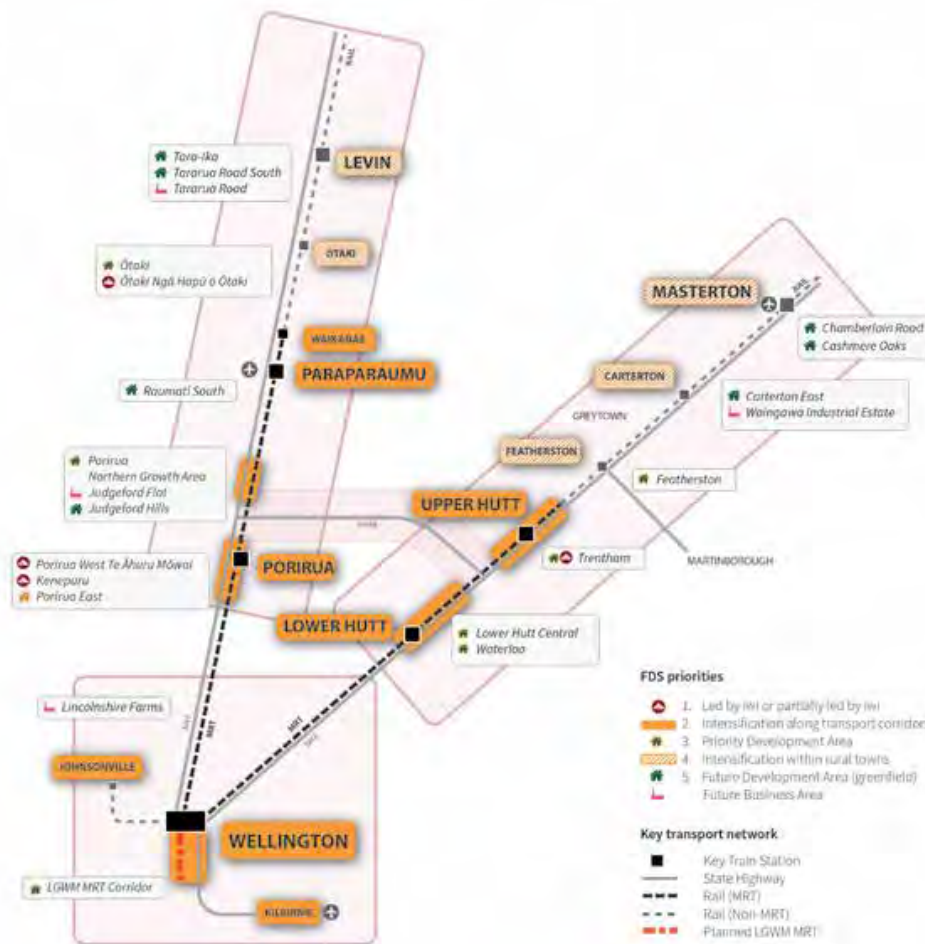 RAIL
LEVIN
Tara-Ika
Tararua Road South
Tararua Road
ŌTAKI
Ōtaki
Ōtaki Ngā Hapū o Ōtaki
MASTERTON
RAIL
Chamberlain Road
Cashmere Oaks
WAIKANAE
PARAPARAUMU
Raumati South
CARTERTON
GREYTOWN
Carterton East
Waingawa Industrial Estate
FEATHERSTON
Featherston
Porirua
Northern Growth Area
Judgeford Flat
Judgeford Hills
UPPER HUTT
Trentham
MARTINBOROUGH
PORIRUA
Porirua West Te Āhuru Mōwai
Kenepuru
Porirua East
LOWER HUTT
Lower Hutt Central
Waterloo
Lincolnshire Farms
MRT
MRT
JOHNSONVILLE
WELLINGTON
LGWM MRT Corridor
KILBIRNIE
FDS priorities
1. Led by iwi or partially led by iwi
2. Intensification along transport corridor
3. Priority Development Area
4. Intensification within rural towns
5. Future Development Area (greenfield)
Future Business Area
Key transport network
Key Train Station
State Highway
Rail (MRT)
Rail (Non-MRT)
Planned LGWM MRT